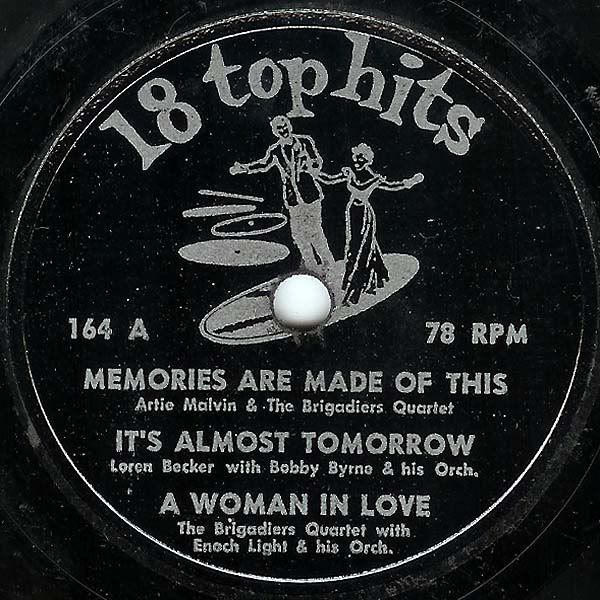 18 top hits
164 A 78 RPM
MEMORIES ARE MADE OF THIS
Artie Malvin & The Brigadiers Quartet
IT'S ALMOST TOMORROW
Loren Becker with Bobby Byrne & his Orch.
A WOMAN IN LOVE
The Brigadiers Quartet with
Enoch Light & his Orch.